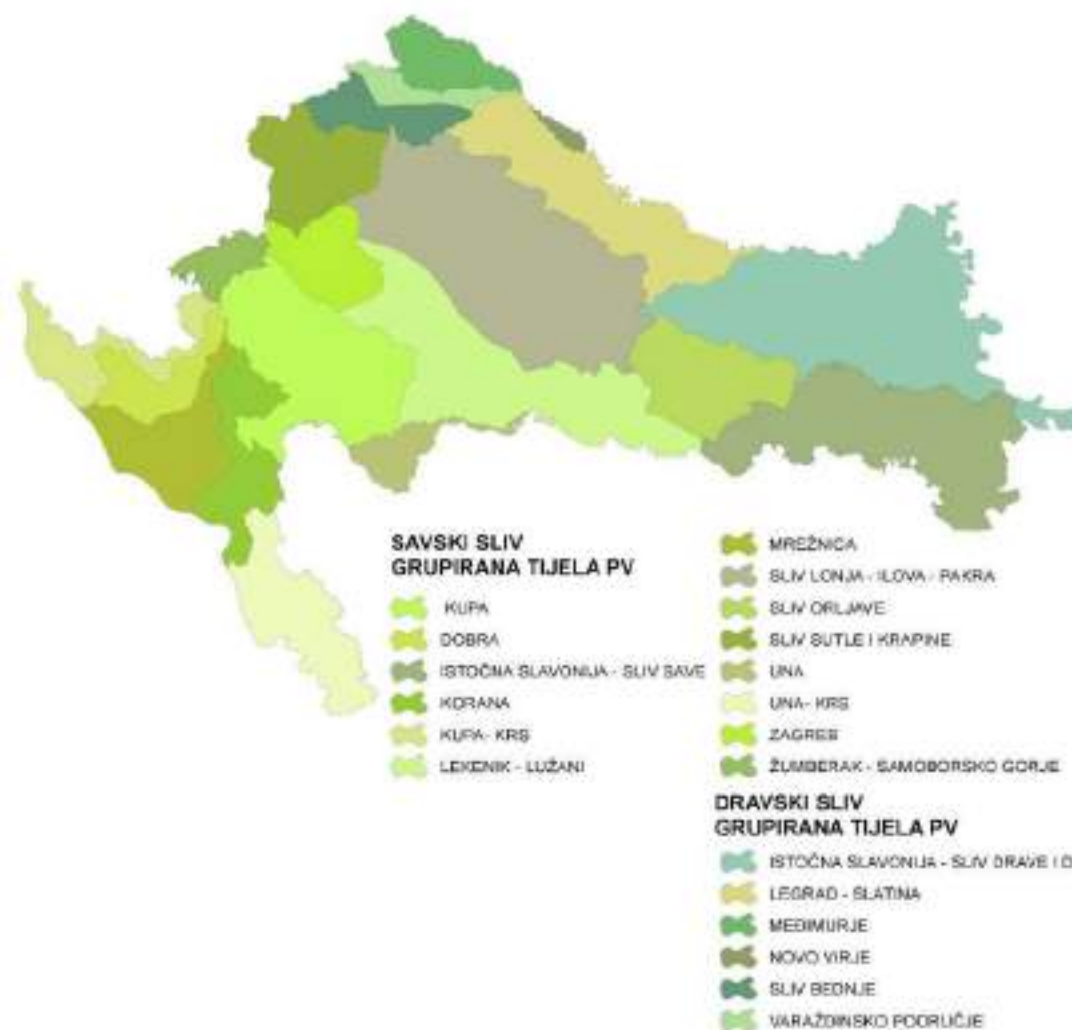 SAVSKI SLIV
GRUPIRANA TIJELA PV
KUPA
DOBRA
ISTOČNA SLAVONIJA - SLIV SAVE
KORANA
KUPA- KRŠ
LEKENIK - LUŽANI
MREŽNICA
SLIV LONJA - ILOVA - PAKRA
SLIV ORLJAVE
SLIV SUTLE I KRAPINE
UNA
UNA- KRŠ
ZAGREB
ŽUMBERAK - SAMOBORSKO GORJE
DRAVSKI SLIV
GRUPIRANA TIJELA PV
ISTOČNA SLAVONIJA - SLIV DRAVE I D
LEGRAD - SLATINA
MEĐIMURJE
NOVO VIRJE
SLIV BEDNJE
VARAŽDINSKO PODRUČJE